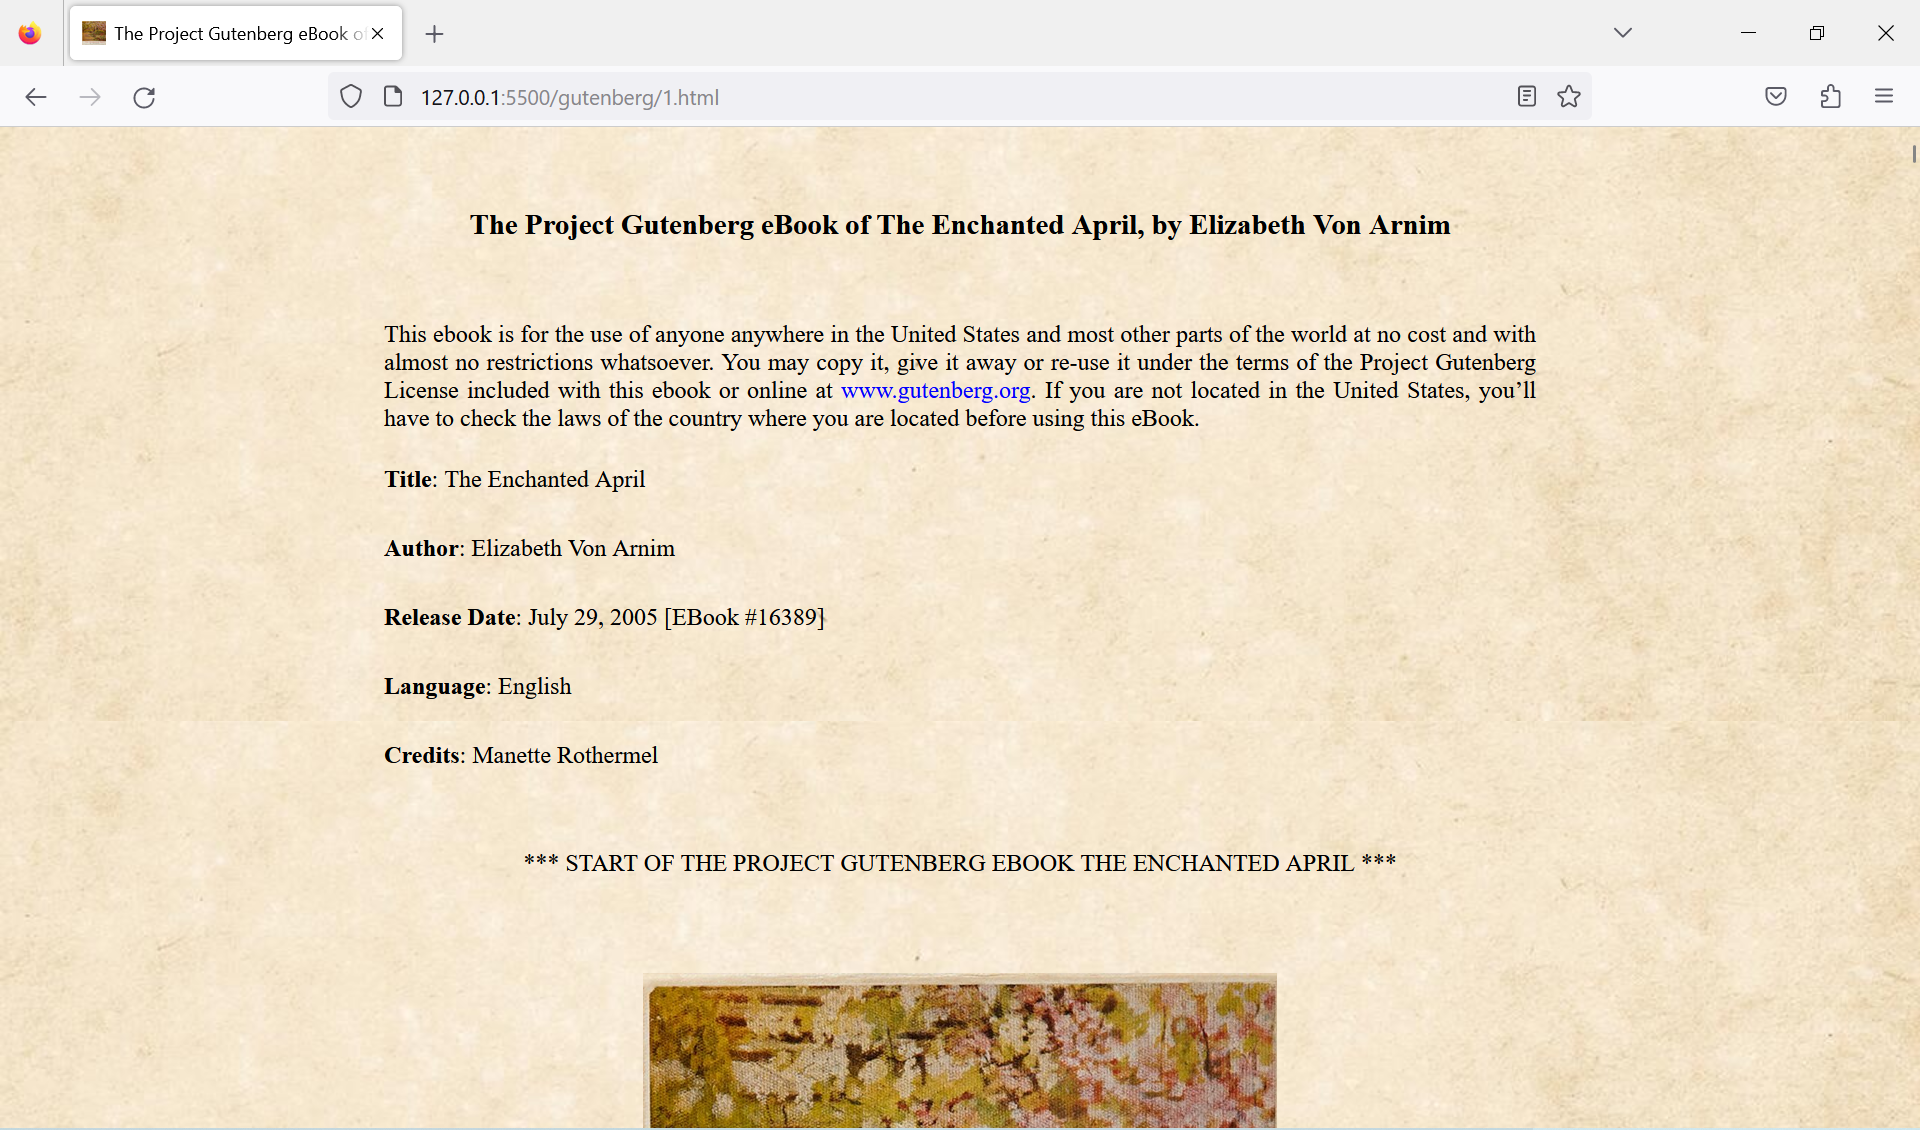 The Project Gutenberg eBook of
127.0.0.1:5500/gutenberg/1.html
The Project Gutenberg eBook of The Enchanted April, by Elizabeth Von Arnim
This ebook is for the use of anyone anywhere in the United States and most other parts of the world at no cost and with
almost no restrictions whatsoever. You may copy it, give it away or re-use it under the terms of the Project Gutenberg
License included with this ebook or online at www.gutenberg.org. If you are not located in the United States, you’ll
have to check the laws of the country where you are located before using this eBook.
Title: The Enchanted April
Author: Elizabeth Von Arnim
Release Date: July 29, 2005 [EBook #16389]
Language: English
Credits: Manette Rothermel
*** START OF THE PROJECT GUTENBERG EBOOK THE ENCHANTED APRIL ***